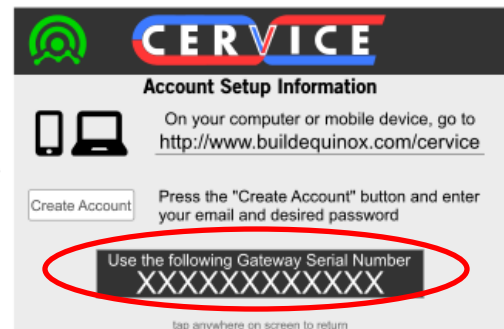 CERVICE
Account Setup Information
On your computer or mobile device, go to
http://www.buildequinox.com/cervice
Create Account
Press the "Create Account" button and enter
your email and desired password
Use the following Gateway Serial Number
XXXXXXXXXXXX
tap anywhere on screen to return